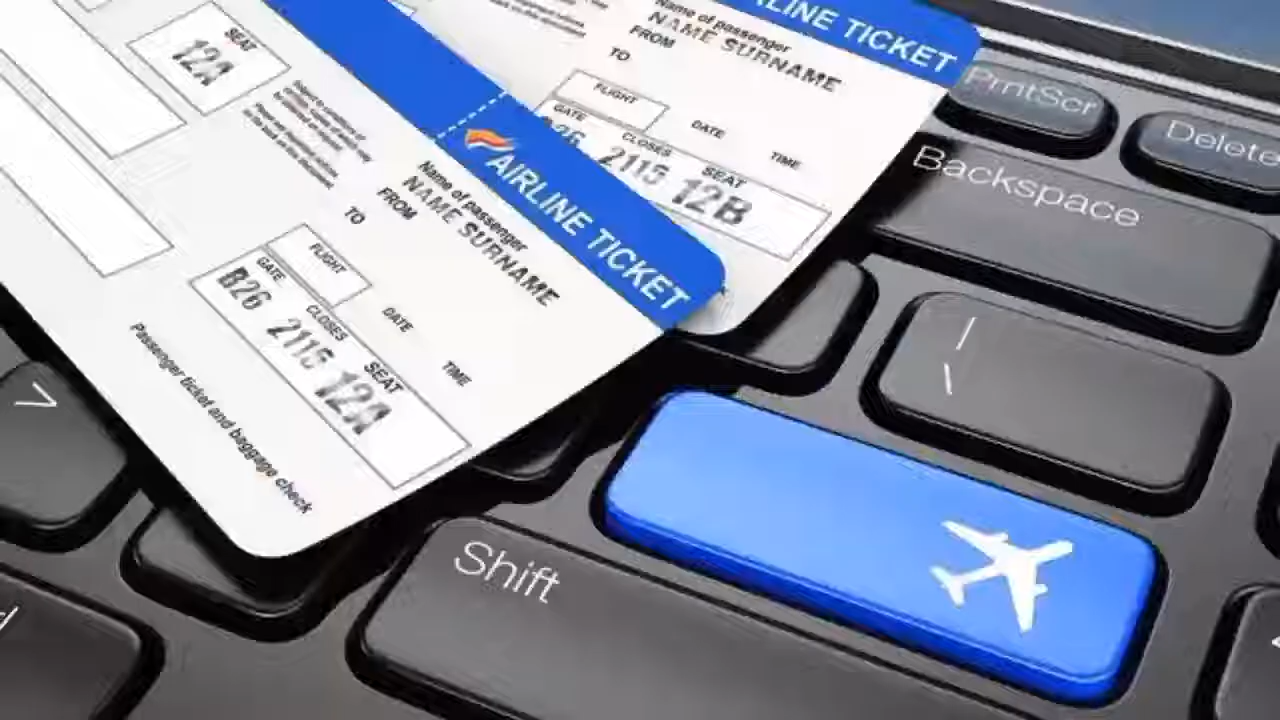 SEAT
12A
AIRLINE TICKET
Name of passenger
NAME SURNAME
FROM
TO
FLIGHT
DATE
TIME
GATE CLOSES SEAT
B26 2115 12A
Passenger ticket and baggage check
AIRLINE TICKET
Name of passenger
NAME SURNAME
FROM
TO
FLIGHT
DATE
TIME
GATE CLOSES SEAT
B26 2115 12B
PrntScr
Delete
Backspace
|
\
Shift